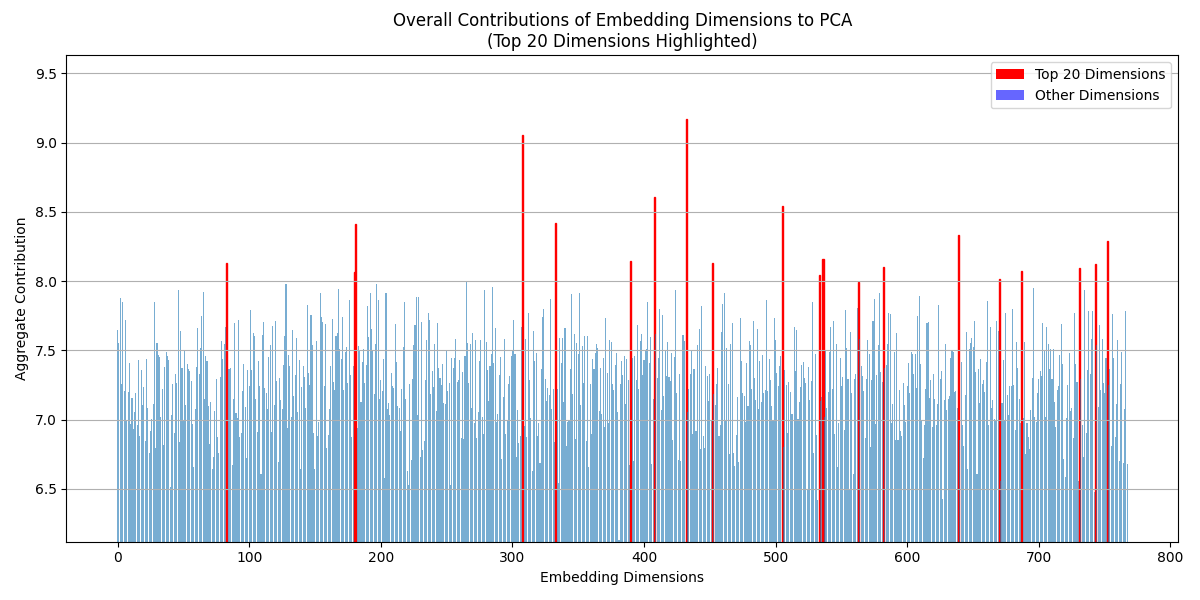 Overall Contributions of Embedding Dimensions to PCA
(Top 20 Dimensions Highlighted)
Top 20 Dimensions
Other Dimensions
Aggregate Contribution
9.5
9.0
8.5
8.0
7.5
7.0
6.5
0 100 200 300 400 500 600 700 800
Embedding Dimensions